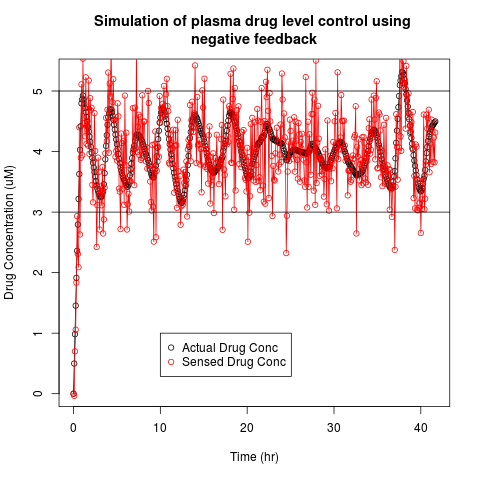 Simulation of plasma drug level control using
negative feedback
Drug Concentration (uM)
5
4
3
2
1
0
Actual Drug Conc
Sensed Drug Conc
0 10 20 30 40
Time (hr)